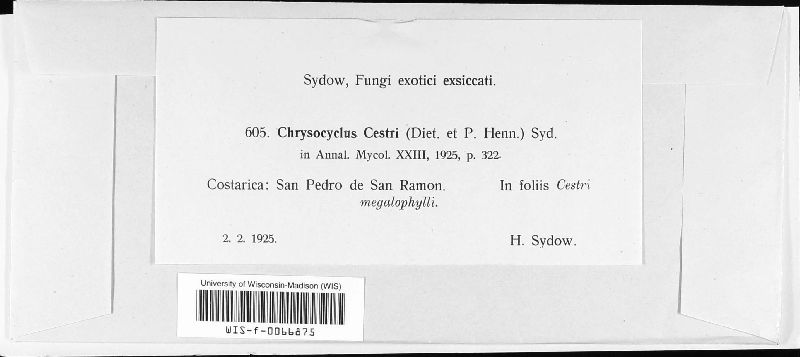 Sydow, Fungi exotici exsiccati.
605. Chrysocyclus Cestri (Diet. et P. Henn.) Syd.
in Annal. Mycol. XXIII, 1925, p. 322.
Costarica: San Pedro de San Ramon. In foliis Cestri
megalophylli.
2. 2. 1925. H. Sydow.
University of Wisconsin-Madison (WIS)
WIS-f-0066875